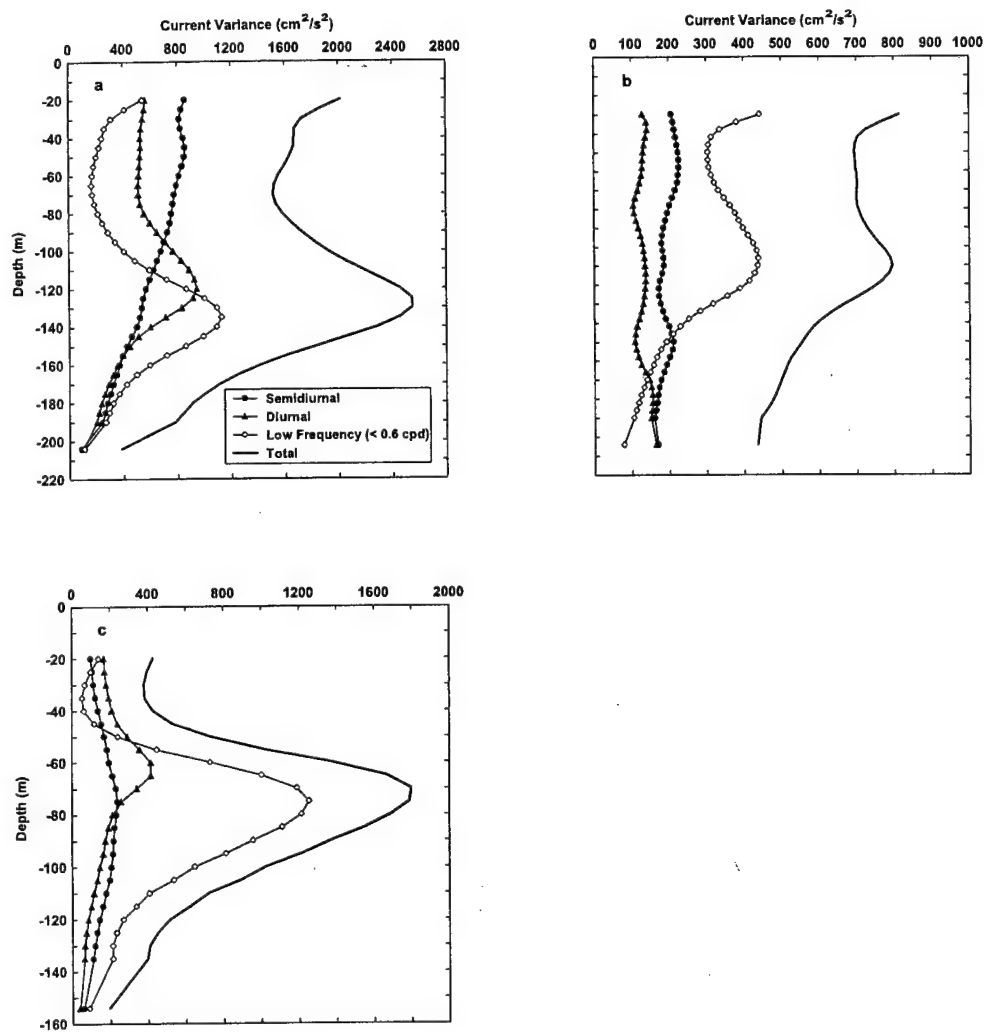 Current Variance (cm²/s²)
0 400 800 1200 1600 2000 2400 2800
a
Depth (m)
0
-20
-40
-60
-80
-100
-120
-140
-160
-180
-200
-220
Semidiurnal
Diurnal
Low Frequency (< 0.6 cpd)
Total
Current Variance (cm²/s²)
0 100 200 300 400 500 600 700 800 900 1000
b
0 400 800 1200 1600 2000
c
Depth (m)
0
-20
-40
-60
-80
-100
-120
-140
-160